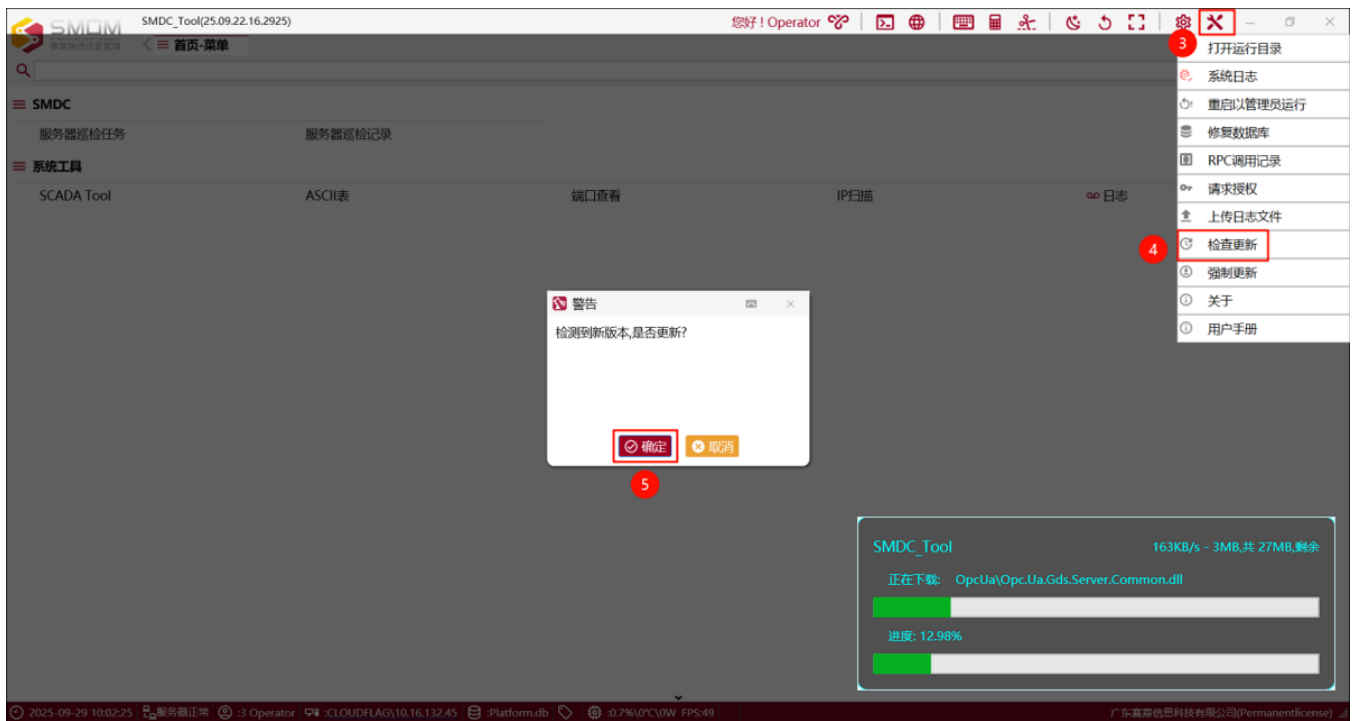 SMOM
SMDC_Tool(25.09.22.16.2925)
您好！Operator
首页-菜单
3
打开运行目录
系统日志
SMDC
重启以管理员运行
服务器巡检任务
服务器巡检记录
修复数据库
系统工具
RPC调用记录
SCADA Tool
ASCII表
端口查看
IP扫描
日志
请求授权
上传日志文件
4
检查更新
强制更新
关于
用户手册
警告
检测到新版本,是否更新?
确定
取消
5
SMDC_Tool
163KB/s - 3MB,共 27MB,剩余
正在下载: OpcUa\Opc.Ua.Gds.Server.Common.dll
进度: 12.98%
2025-09-29 10:02:25
服务器正常
:3 Operator
:CLOUDFLAG\10.16.132.45
:Platform.db
:0.7%\0°C\0W FPS:49
广东赛意信息科技有限公司(Permanentlicense)